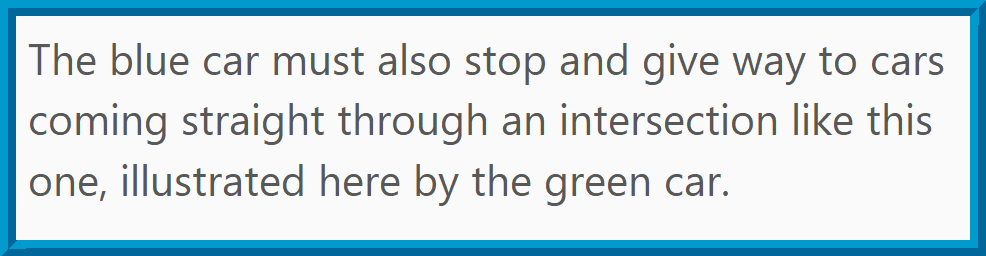 The blue car must also stop and give way to cars
coming straight through an intersection like this
one, illustrated here by the green car.